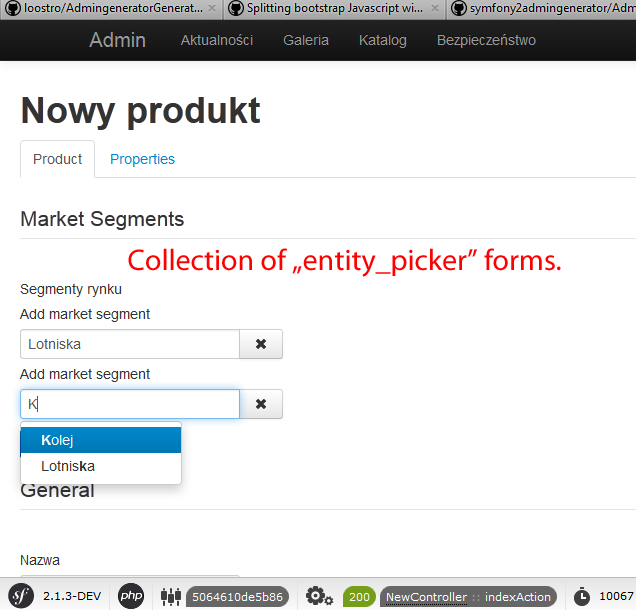 loostro/AdmingeneratorGenerat...
Splitting bootstrap Javascript wi...
symfony2admingenerator/Adm
Admin Aktualności Galeria Katalog Bezpieczeństwo
Nowy produkt
Product Properties
Market Segments
Collection of „entity_picker” forms.
Segmenty rynku
Add market segment
Lotniska
Add market segment
K
Kolej
Lotniska
General
Nazwa
sf 2.1.3-DEV php 5064610de5b86 200 NewController :: indexAction 10067